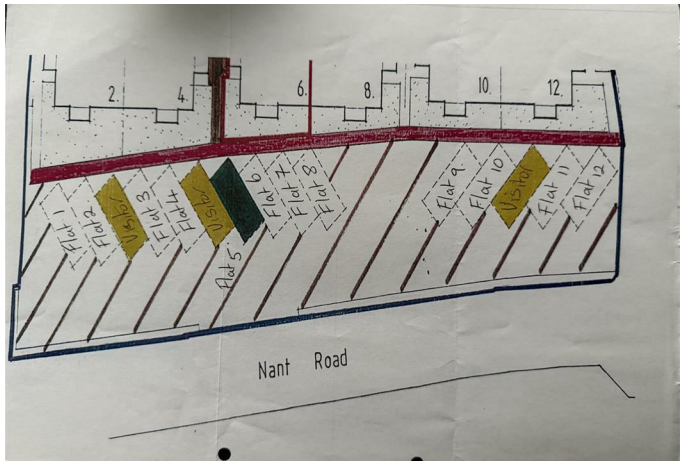 2.
4.
6.
8.
10.
12.
Flat 1
Flat 2
Visitor
Flat 3
Flat 4
Visitor
Flat 5
Flat 6
Flat 7
Flat 8
Flat 9
Flat 10
Visitor
Flat 11
Flat 12
Nant Road